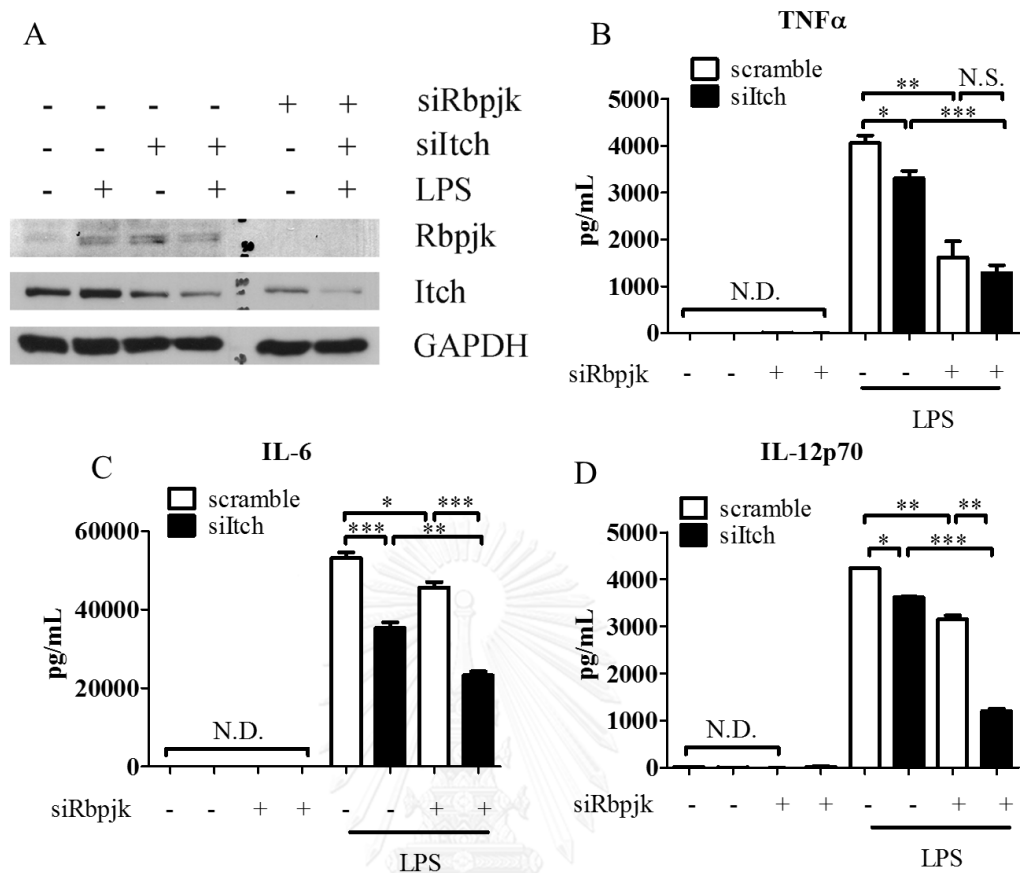 A
- - - - + + siRbpjk
- - + + - + siItch
- + - + - + LPS
Rbpjk
Itch
GAPDH
B
TNFα
scramble
siItch
** N.S.
* ***
5000
4000
3000
2000
1000
0
pg/mL
N.D.
siRbpjk - - + + - - + +
LPS
C
IL-6
scramble
siItch
* ***
*** **
60000
40000
20000
0
pg/mL
N.D.
siRbpjk - - + + - - + +
LPS
D
IL-12p70
scramble
siItch
** **
* ***
5000
4000
3000
2000
1000
0
pg/mL
N.D.
siRbpjk - - + + - - + +
LPS